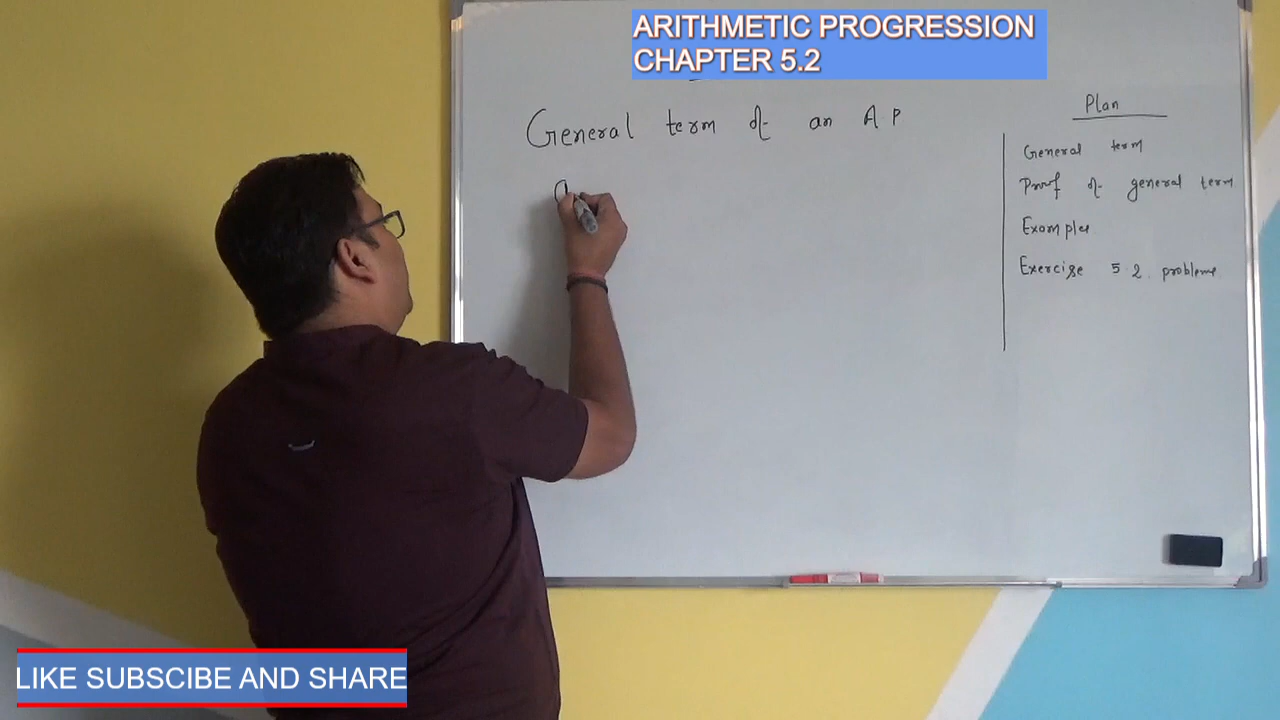 ARITHMETIC PROGRESSION
CHAPTER 5.2
General term of an AP
a
Plan
General term
Proof of general term
Examples
Exercise 5.2. problems
LIKE SUBSCIBE AND SHARE